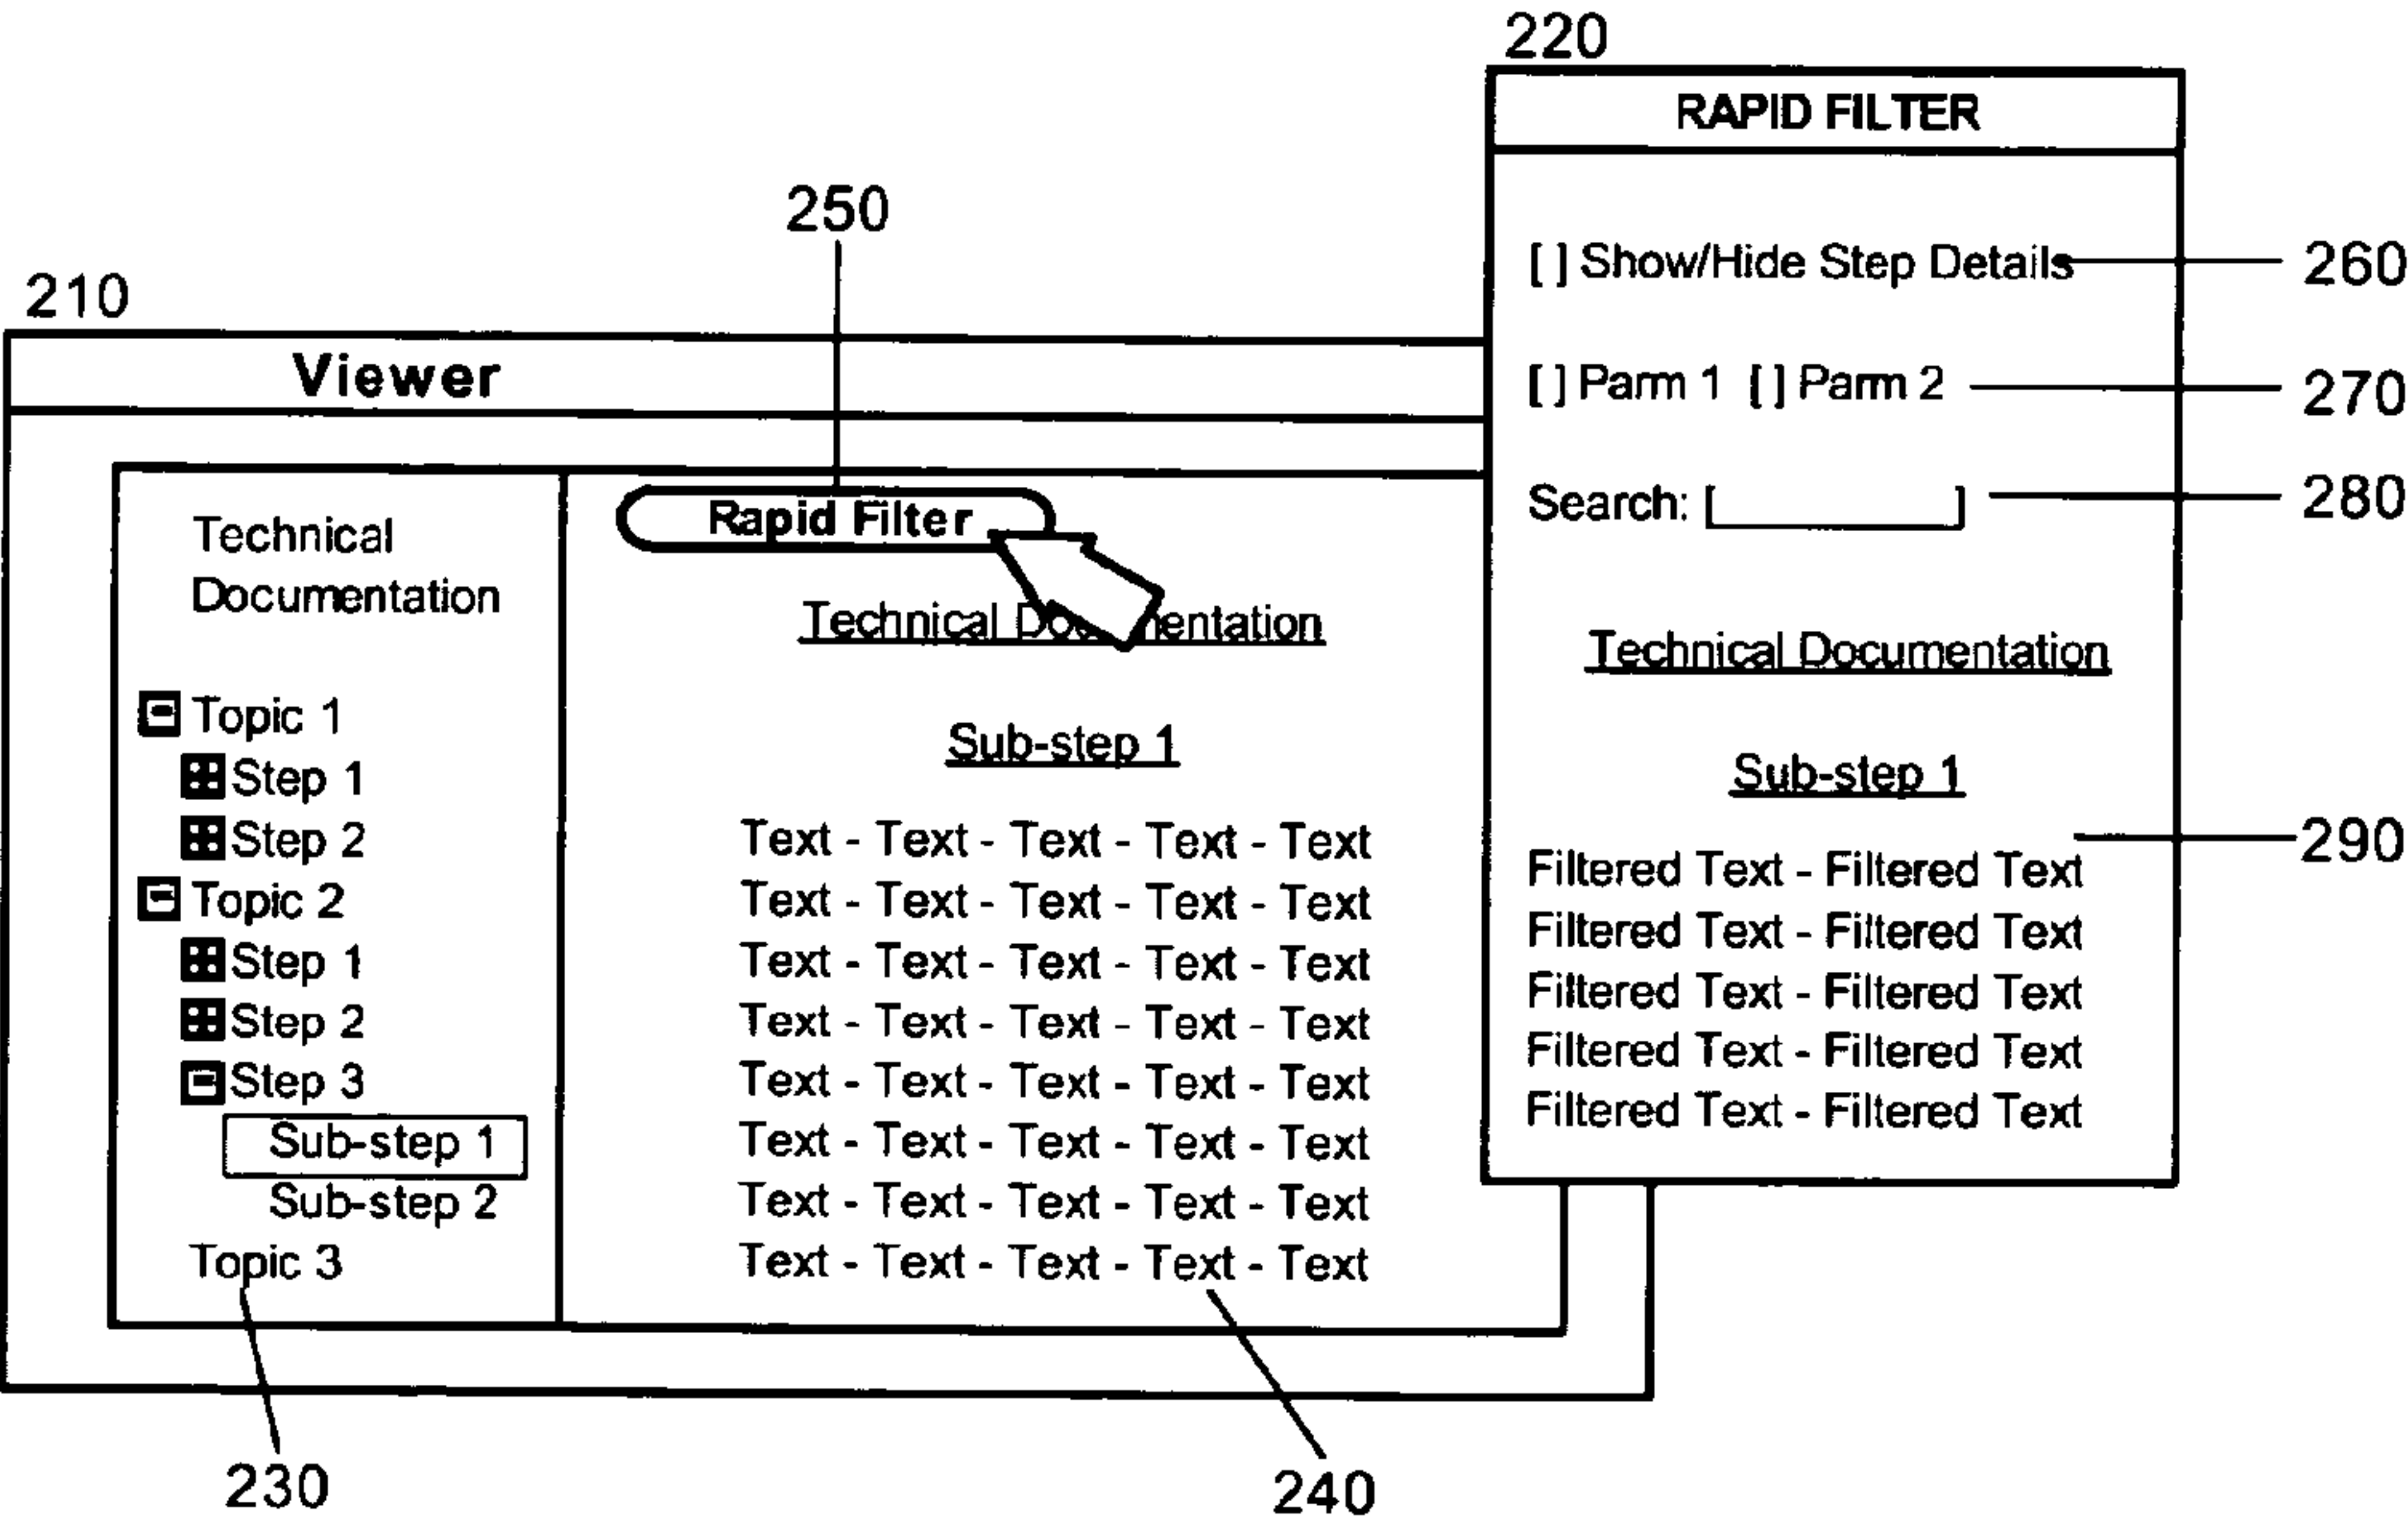 220
RAPID FILTER
250
[ ] Show/Hide Step Details
260
210
Viewer
[ ] Parm 1 [ ] Parm 2
270
Rapid Filter
Search: [ ]
280
Technical
Documentation
Technical Documentation
Technical Documentation
Topic 1
Step 1
Step 2
Topic 2
Step 1
Step 2
Step 3
Sub-step 1
Sub-step 2
Topic 3
Sub-step 1
Text - Text - Text - Text - Text
Text - Text - Text - Text - Text
Text - Text - Text - Text - Text
Text - Text - Text - Text - Text
Text - Text - Text - Text - Text
Text - Text - Text - Text - Text
Text - Text - Text - Text - Text
Text - Text - Text - Text - Text
Sub-step 1
290
Filtered Text - Filtered Text
Filtered Text - Filtered Text
Filtered Text - Filtered Text
Filtered Text - Filtered Text
Filtered Text - Filtered Text
230
240